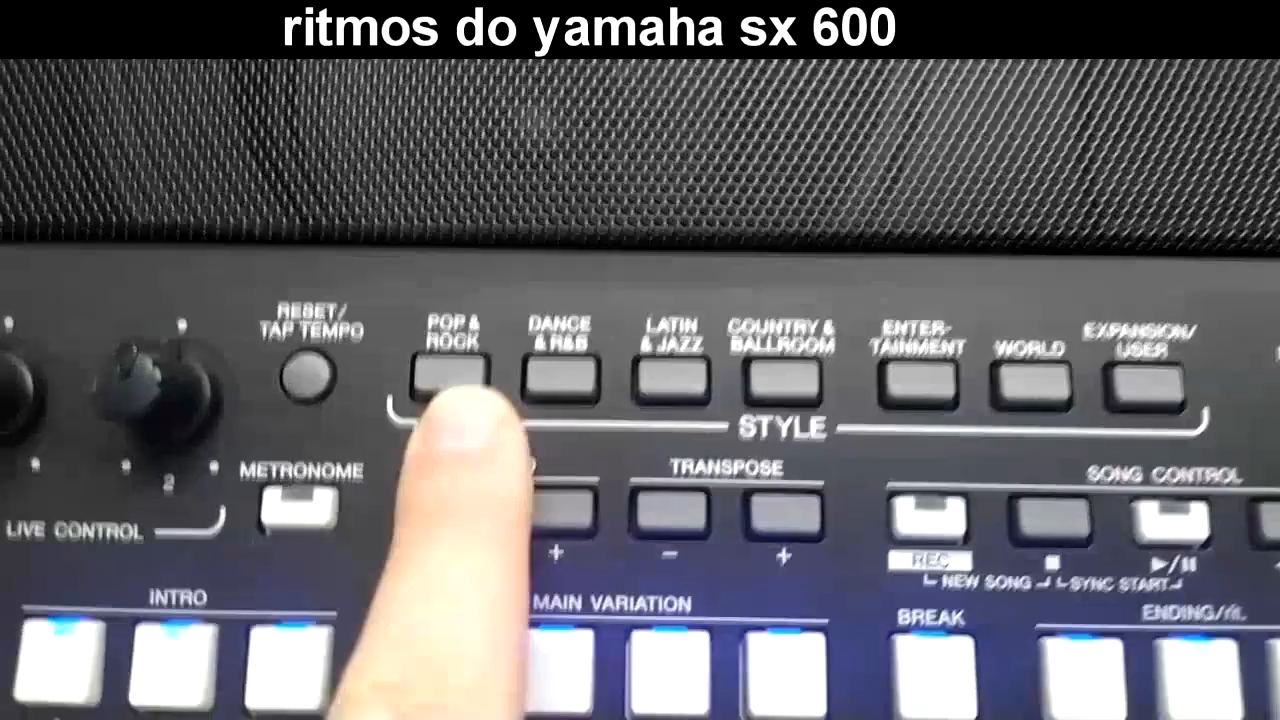 ritmos do yamaha sx 600
RESET/
TAP TEMPO
POP &
ROCK
DANCE
& R&B
LATIN
& JAZZ
COUNTRY &
BALLROOM
ENTER-
TAINMENT
WORLD
EXPANSION/
USER
STYLE
METRONOME
TRANSPOSE
SONG CONTROL
2
LIVE CONTROL
+
−
+
REC
NEW SONG
SYNC START
INTRO
MAIN VARIATION
BREAK
ENDING/rit.